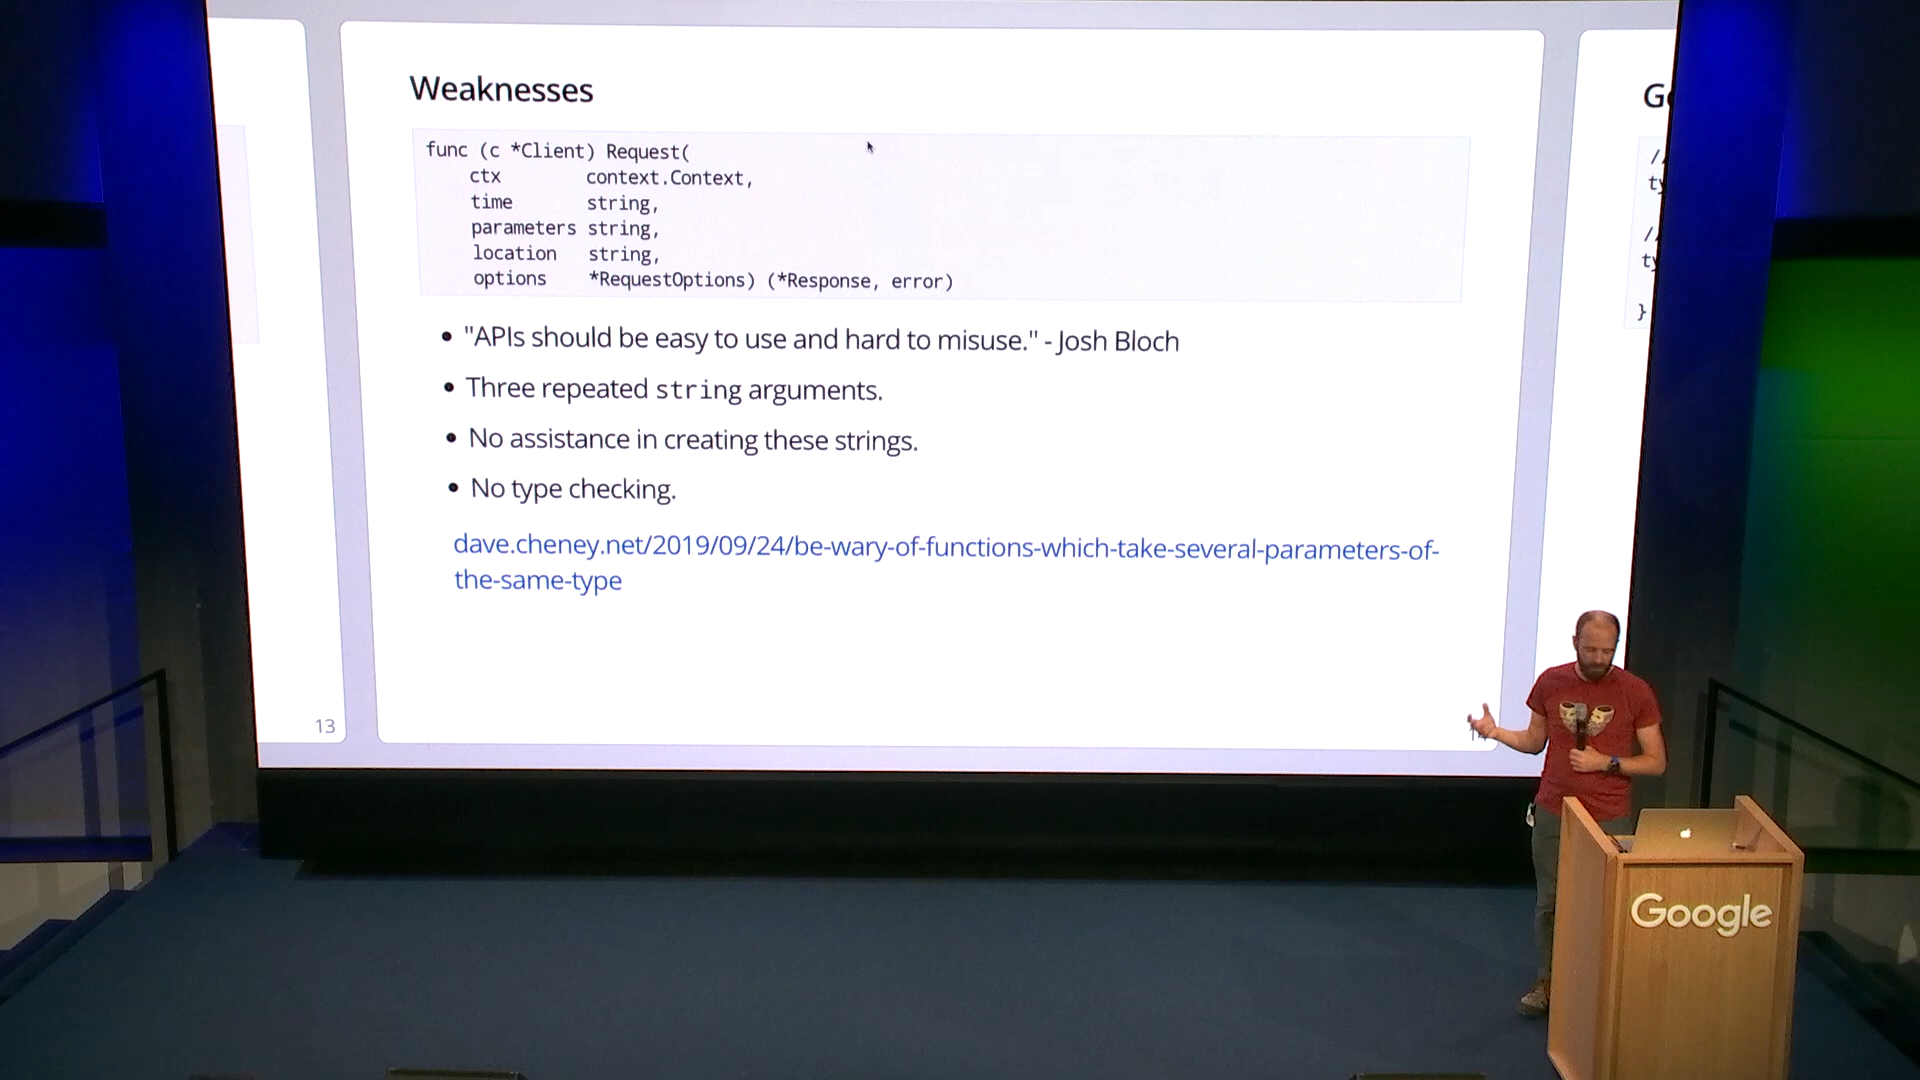 Weaknesses
func (c *Client) Request(
ctx context.Context,
time string,
parameters string,
location string,
options *RequestOptions) (*Response, error)
• "APIs should be easy to use and hard to misuse." - Josh Bloch
• Three repeated string arguments.
• No assistance in creating these strings.
• No type checking.
dave.cheney.net/2019/09/24/be-wary-of-functions-which-take-several-parameters-of-
the-same-type
13
}
Google